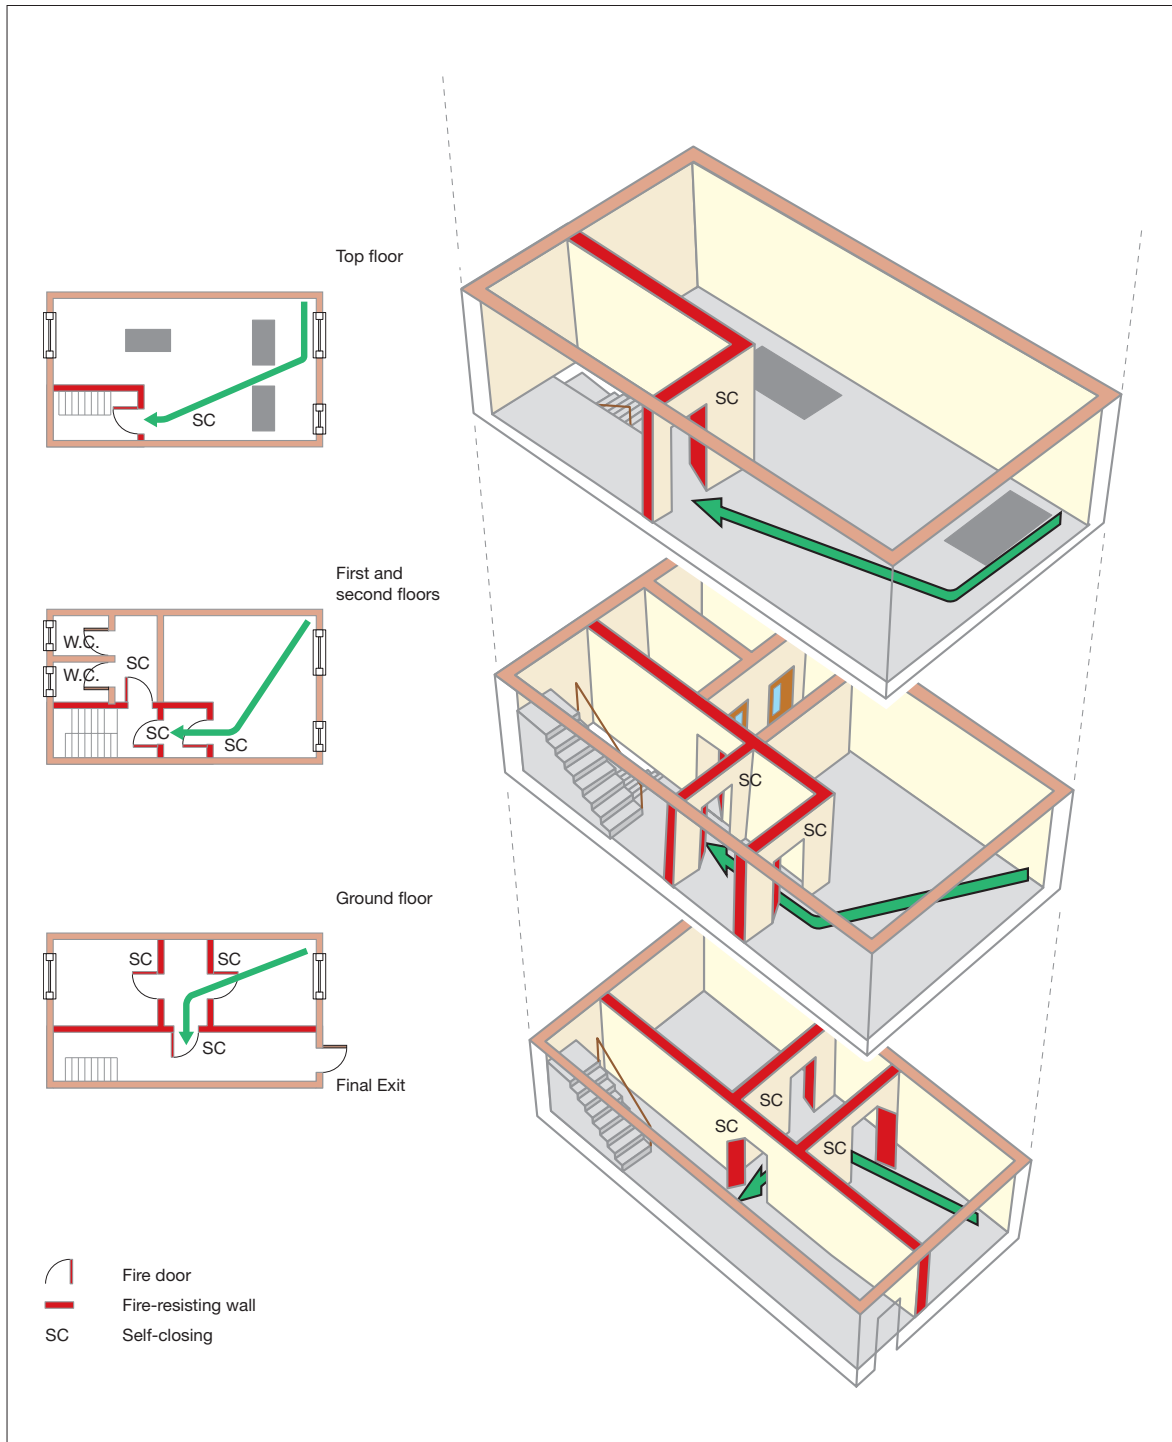 Top floor
SC
SC
First and
second floors
W.C.
W.C.
SC
SC
SC
SC
SC
Ground floor
SC
SC
SC
Final Exit
SC
SC
SC
Fire door
Fire-resisting wall
SC
Self-closing